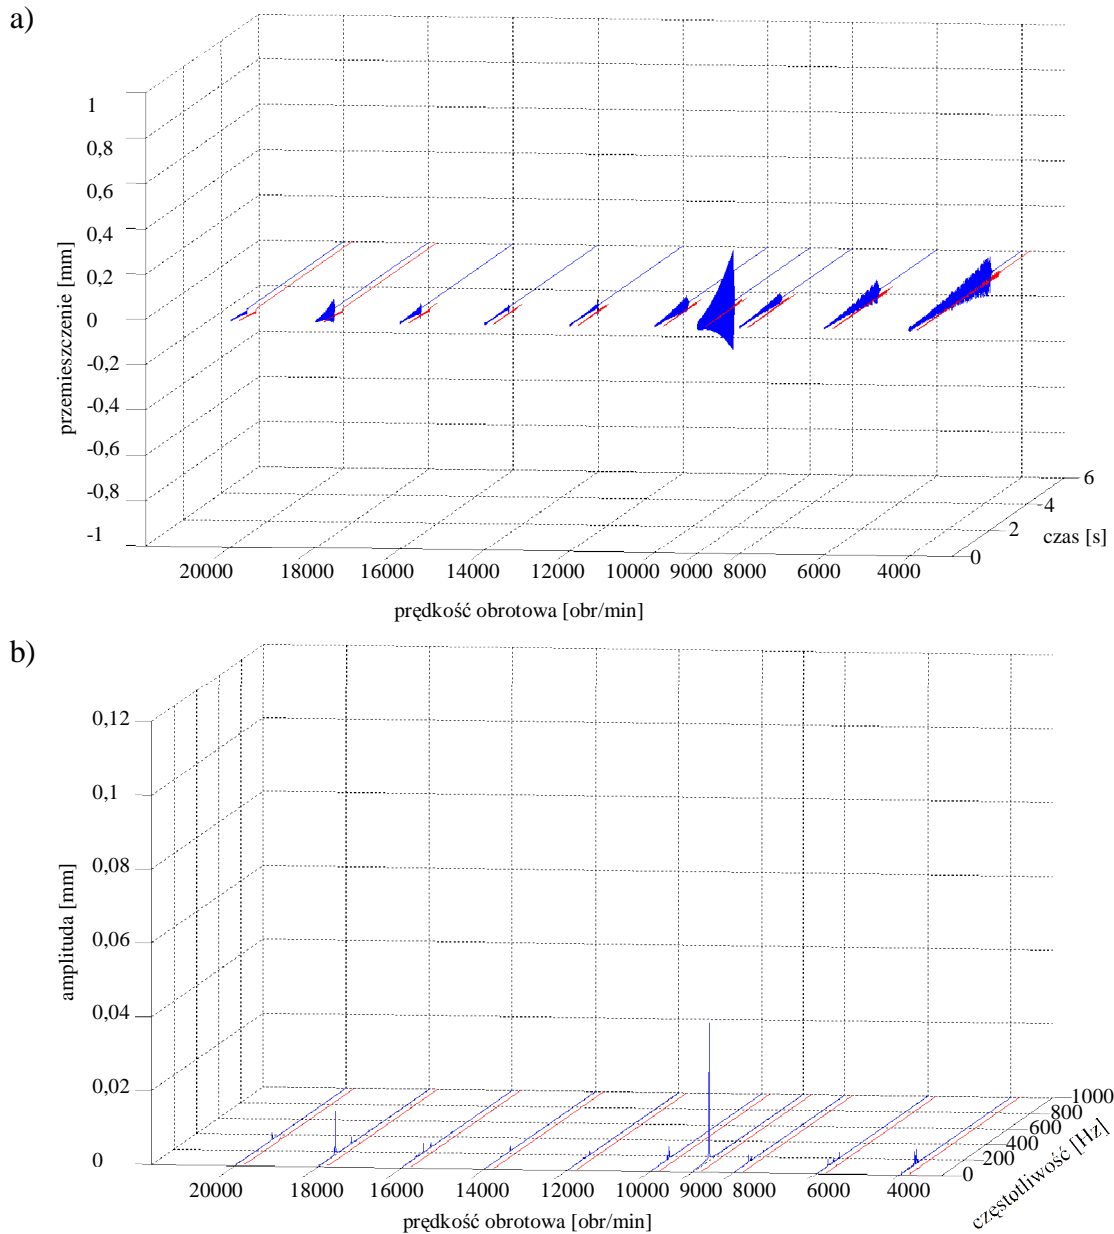 a)
1
0,8
0,6
0,4
0,2
0
-0,2
-0,4
-0,6
-0,8
-1
przemieszczenie [mm]
20000 18000 16000 14000 12000 10000 9000 8000 6000 4000
prędkość obrotowa [obr/min]
0 2 4 6
czas [s]
b)
0,12
0,1
0,08
0,06
0,04
0,02
0
amplituda [mm]
20000 18000 16000 14000 12000 10000 9000 8000 6000 4000
prędkość obrotowa [obr/min]
0 200 400 600 800 1000
częstotliwość [Hz]